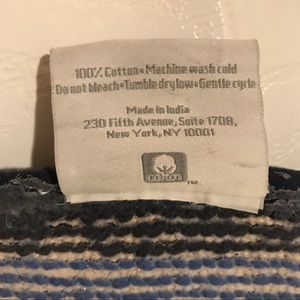 100% Cotton • Machine wash cold
Do not bleach • Tumble dry low • Gentle cycle
Made in India
230 Fifth Avenue, Suite 1708,
New York, NY 10001
cotton
TM